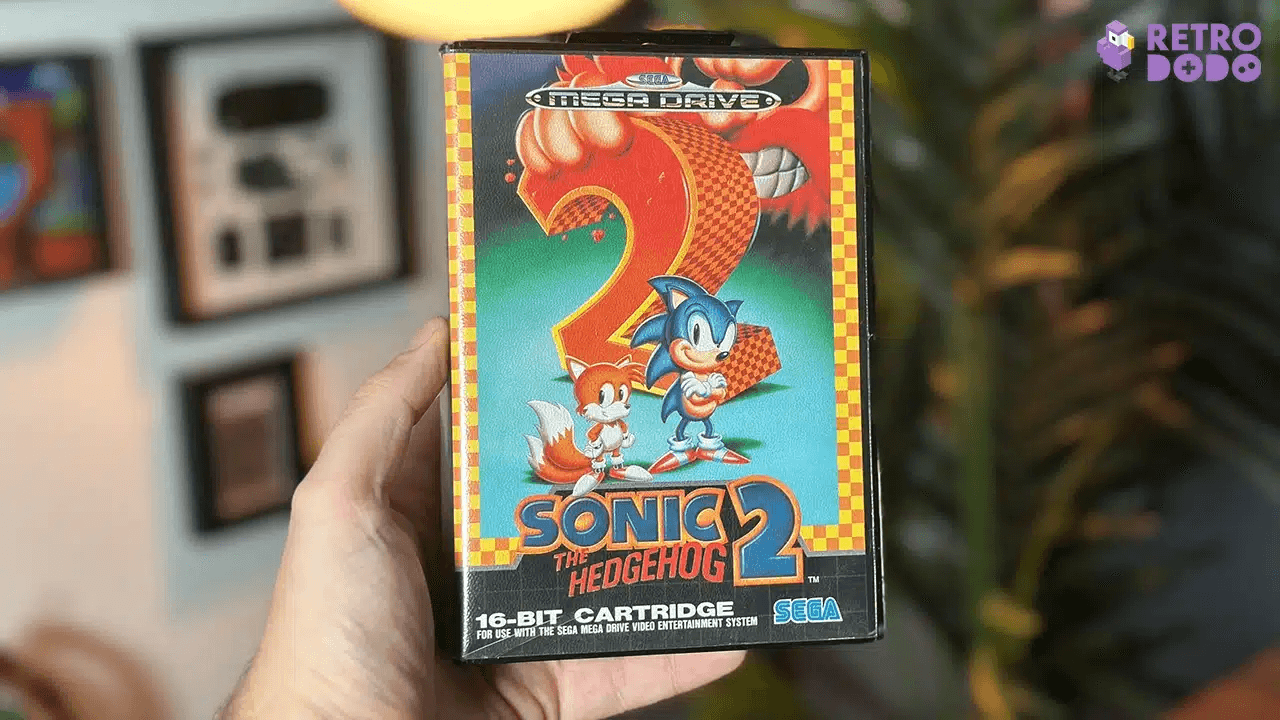 RETRO
DODO
SEGA
MEGA DRIVE
2
SONIC
THE
HEDGEHOG
2
TM
16-BIT CARTRIDGE
FOR USE WITH THE SEGA MEGA DRIVE VIDEO ENTERTAINMENT SYSTEM
SEGA